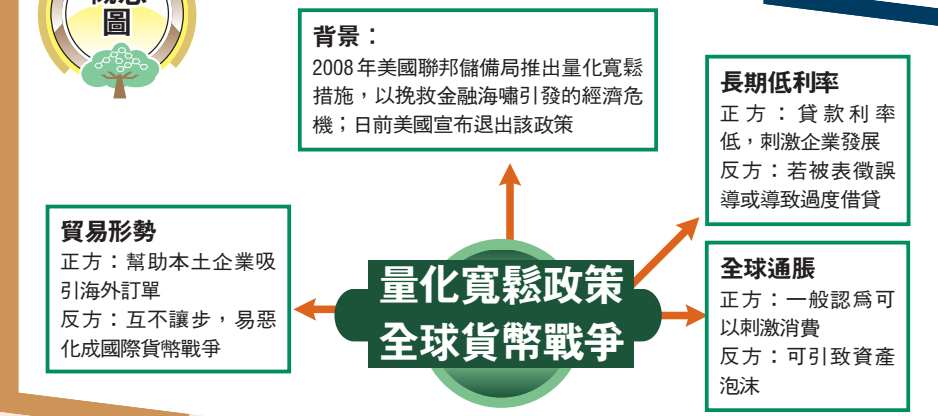 圖
背景：
2008年美國聯邦儲備局推出量化寬鬆
措施，以挽救金融海嘯引發的經濟危
機；日前美國宣布退出該政策
長期低利率
正方：貸款利率
低，刺激企業發展
反方：若被表徵誤
導或導致過度借貸
貿易形勢
正方：幫助本土企業吸
引海外訂單
反方：互不讓步，易惡
化成國際貨幣戰爭
量化寬鬆政策
全球貨幣戰爭
全球通脹
正方：一般認爲可
以刺激消費
反方：可引致資產
泡沫